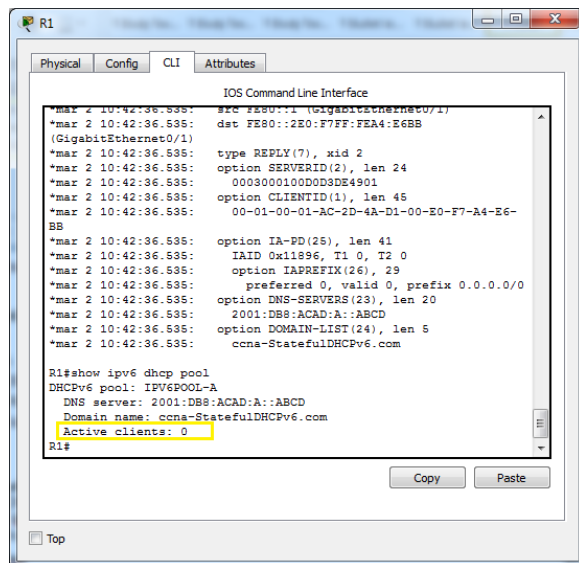 R1
Physical Config CLI Attributes
IOS Command Line Interface
*mar 2 10:42:36.535: src FE80::1 (GigabitEthernet0/1)
*mar 2 10:42:36.535: dst FE80::2E0:F7FF:FEA4:E6BB
(GigabitEthernet0/1)
*mar 2 10:42:36.535: type REPLY(7), xid 2
*mar 2 10:42:36.535: option SERVERID(2), len 24
*mar 2 10:42:36.535: 0003000100D0D3DE4901
*mar 2 10:42:36.535: option CLIENTID(1), len 45
*mar 2 10:42:36.535: 00-01-00-01-AC-2D-4A-D1-00-E0-F7-A4-E6-
BB
*mar 2 10:42:36.535: option IA-PD(25), len 41
*mar 2 10:42:36.535: IAID 0x11896, T1 0, T2 0
*mar 2 10:42:36.535: option IAPREFIX(26), 29
*mar 2 10:42:36.535: preferred 0, valid 0, prefix 0.0.0.0/0
*mar 2 10:42:36.535: option DNS-SERVERS(23), len 20
*mar 2 10:42:36.535: 2001:DB8:ACAD:A::ABCD
*mar 2 10:42:36.535: option DOMAIN-LIST(24), len 5
*mar 2 10:42:36.535: ccna-StatefulDHCPv6.com
R1#show ipv6 dhcp pool
DHCPv6 pool: IPV6POOL-A
DNS server: 2001:DB8:ACAD:A::ABCD
Domain name: ccna-StatefulDHCPv6.com
Active clients: 0
R1#
Copy Paste
Top